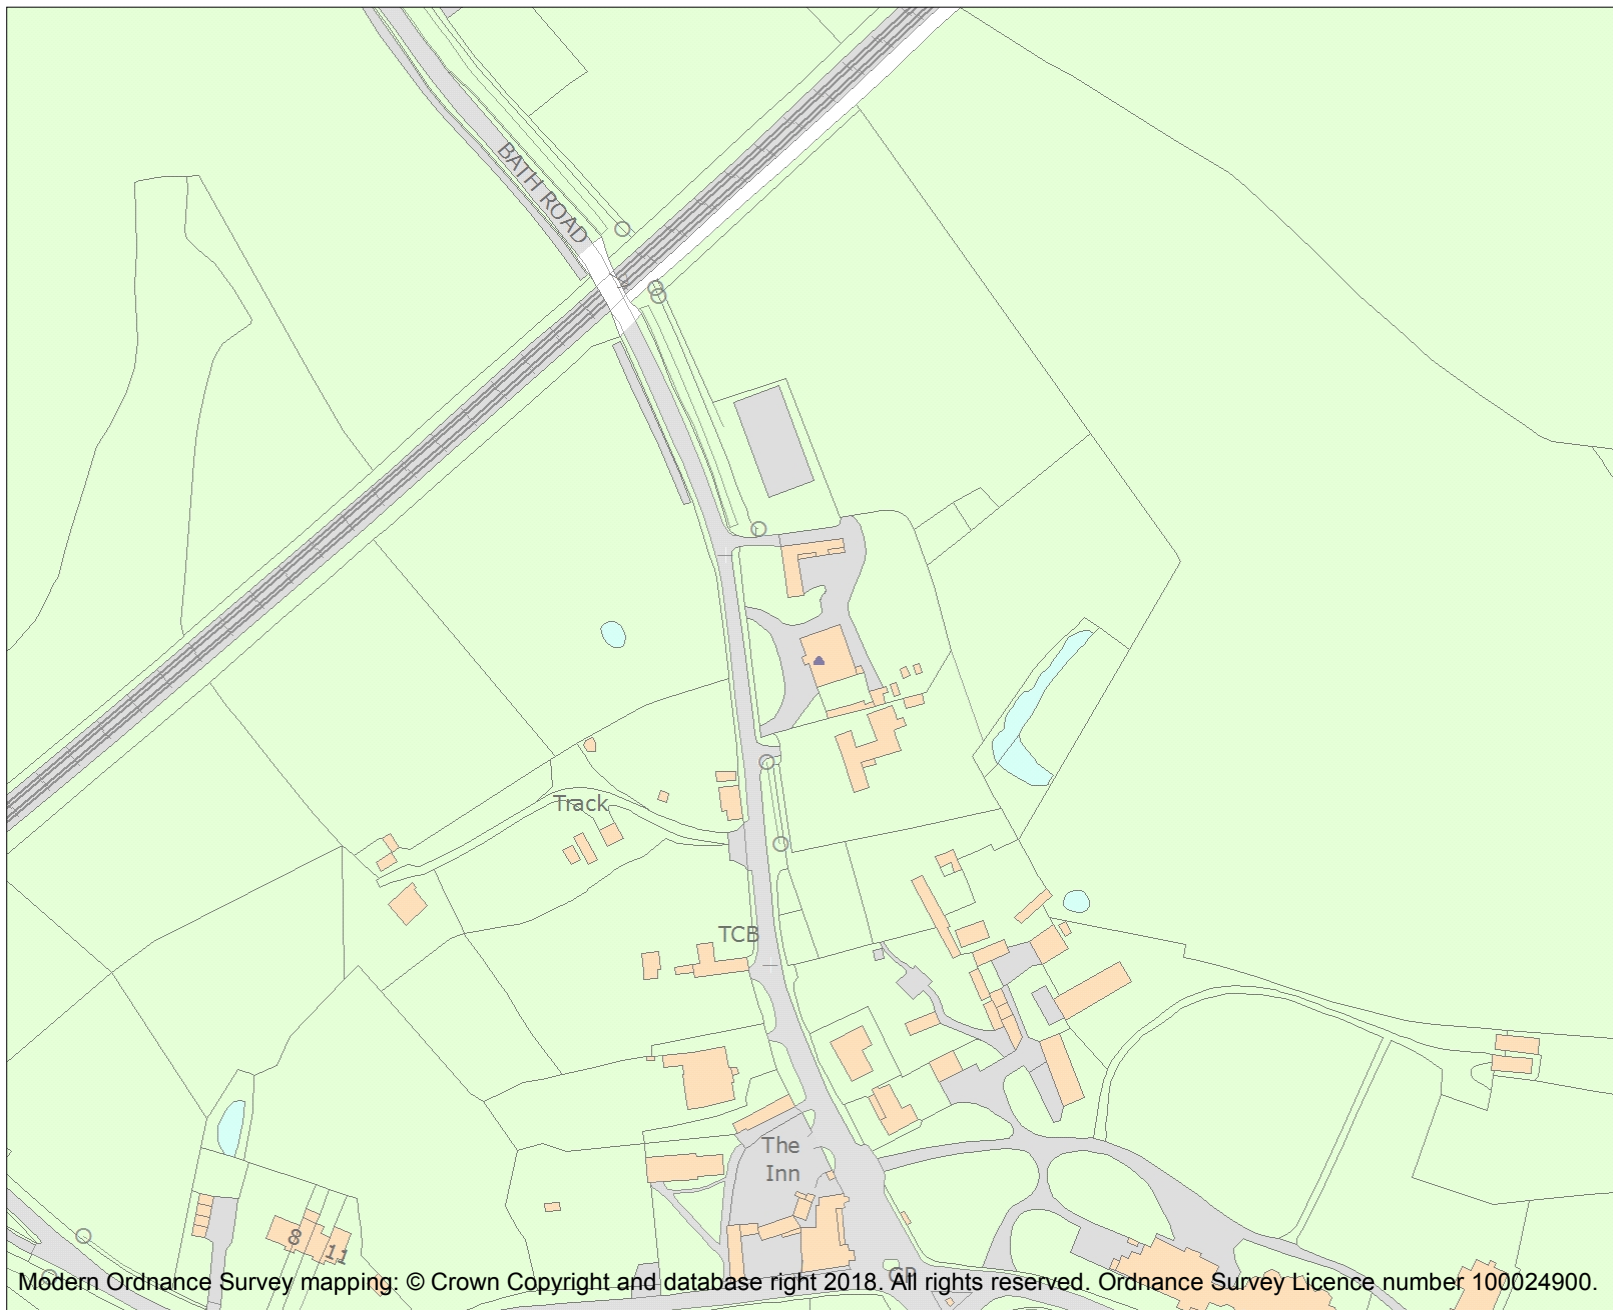 BATH ROAD
Track
TCB
The
Inn
8
11
GP
Modern Ordnance Survey mapping: © Crown Copyright and database right 2018. All rights reserved. Ordnance Survey Licence number 100024900.